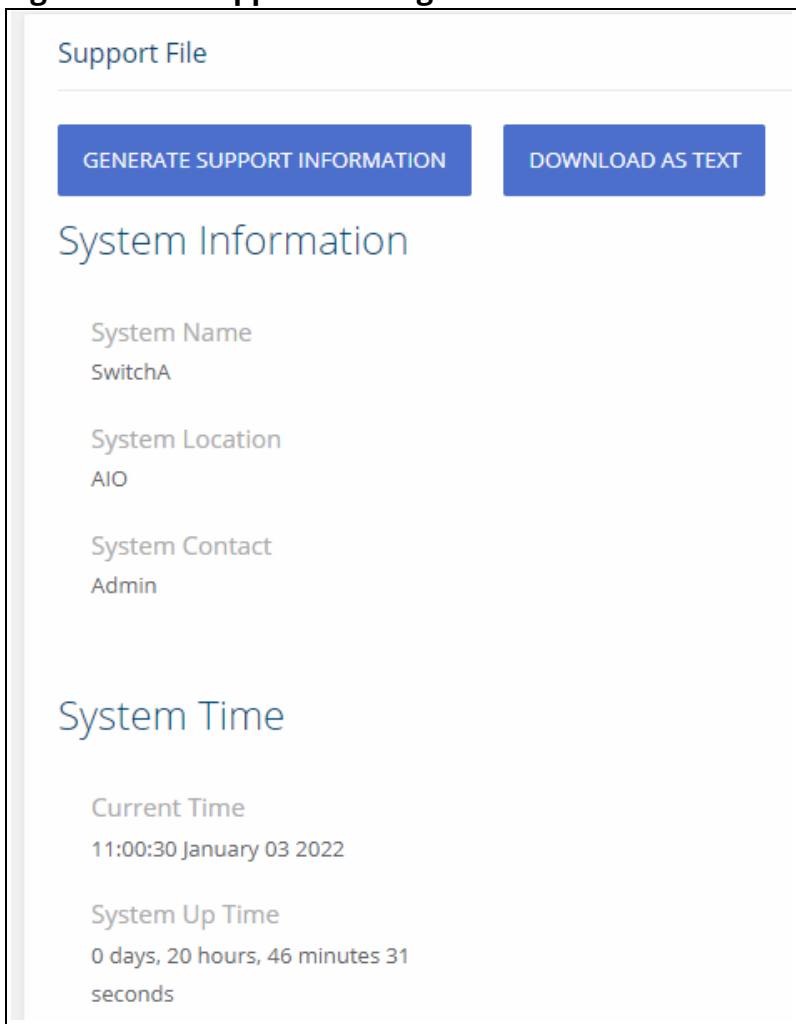 Support File
GENERATE SUPPORT INFORMATION
DOWNLOAD AS TEXT
System Information
System Name
SwitchA
System Location
AIO
System Contact
Admin
System Time
Current Time
11:00:30 January 03 2022
System Up Time
0 days, 20 hours, 46 minutes 31
seconds